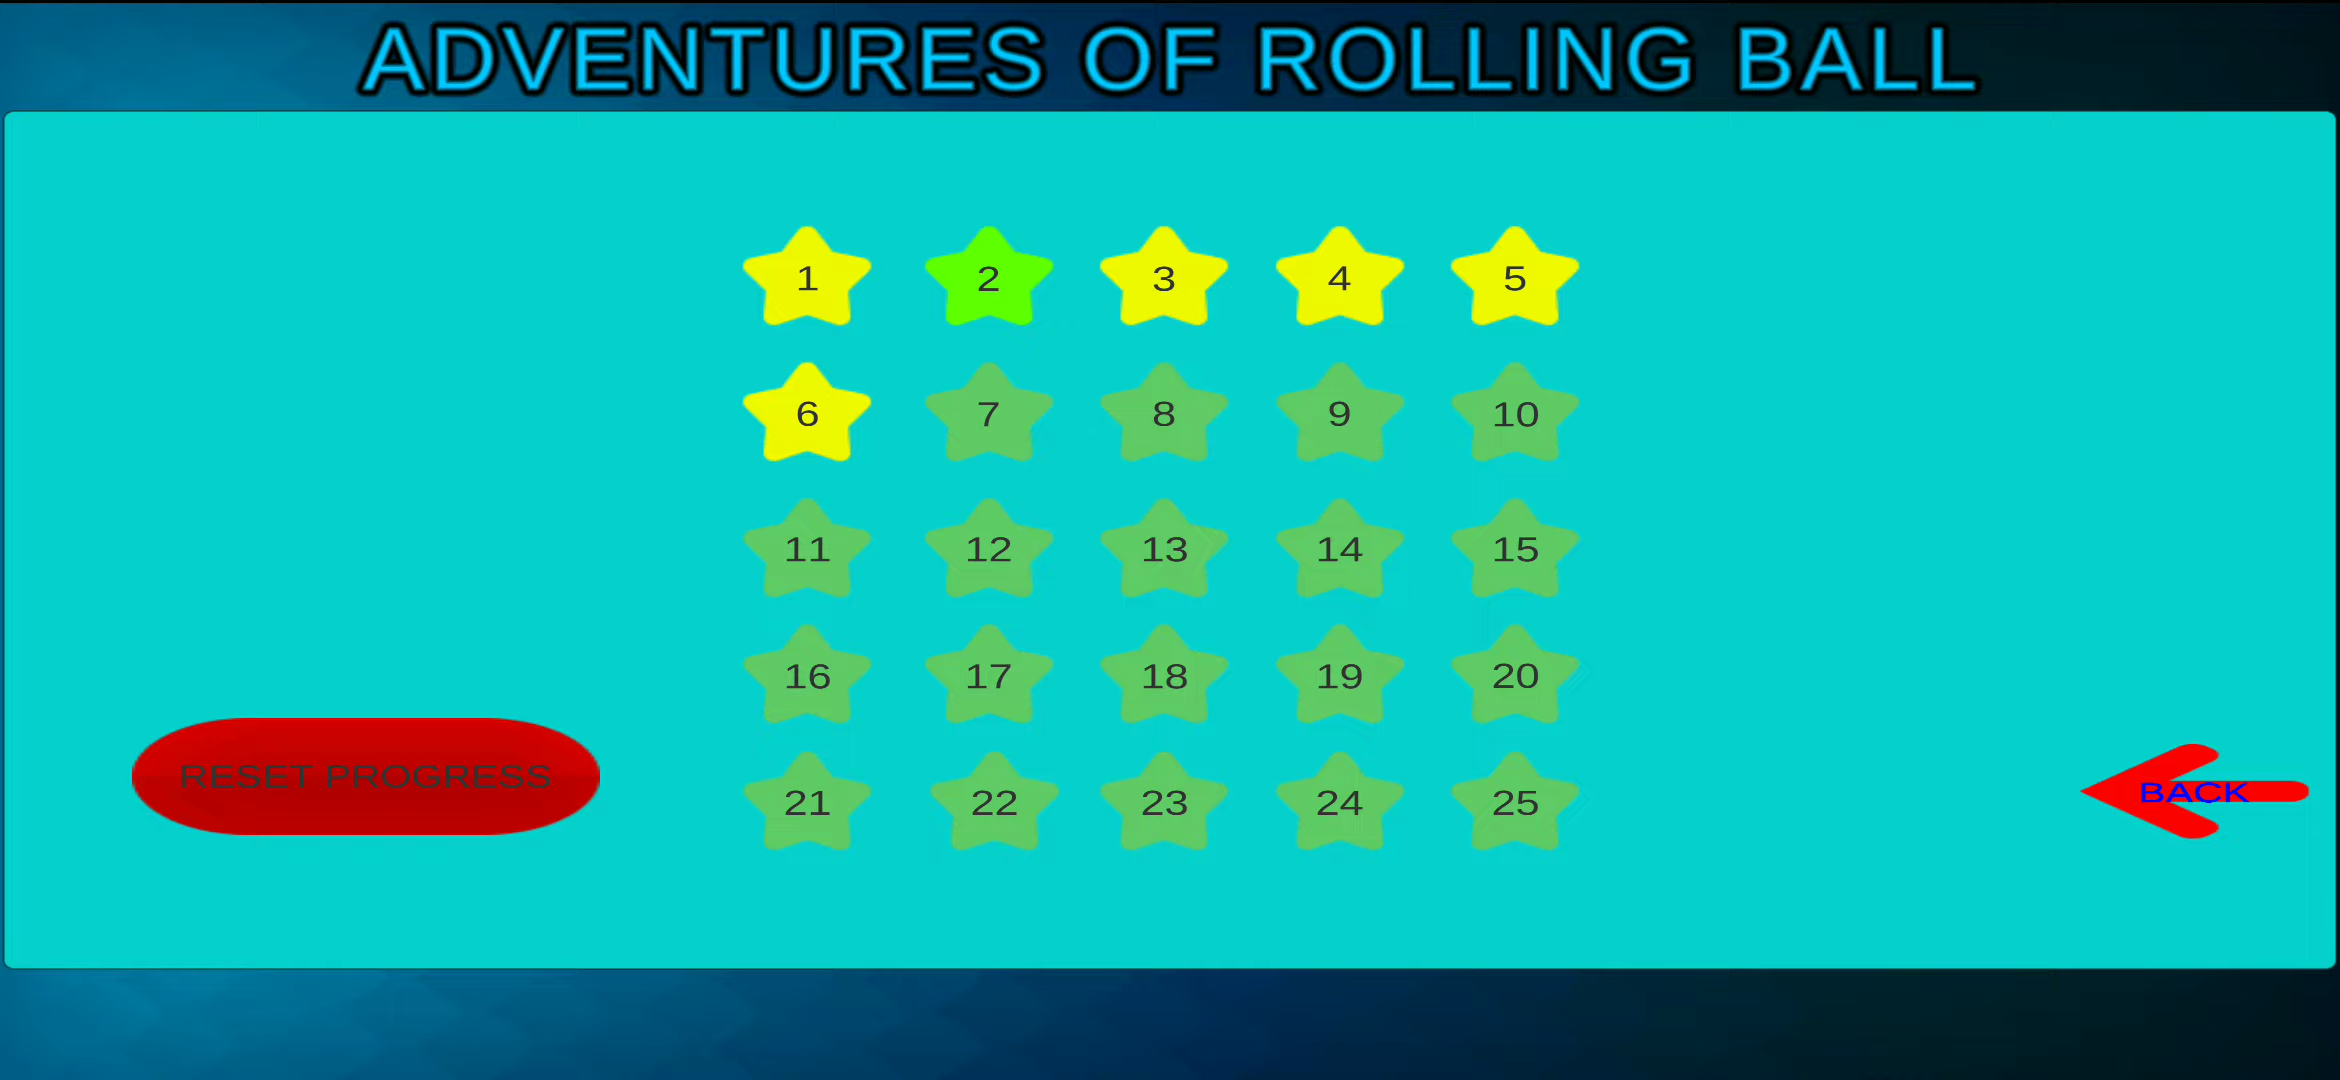 ADVENTURES OF ROLLING BALL
1 2 3 4 5
6 7 8 9 10
11 12 13 14 15
16 17 18 19 20
RESET PROGRESS
BACK
21 22 23 24 25